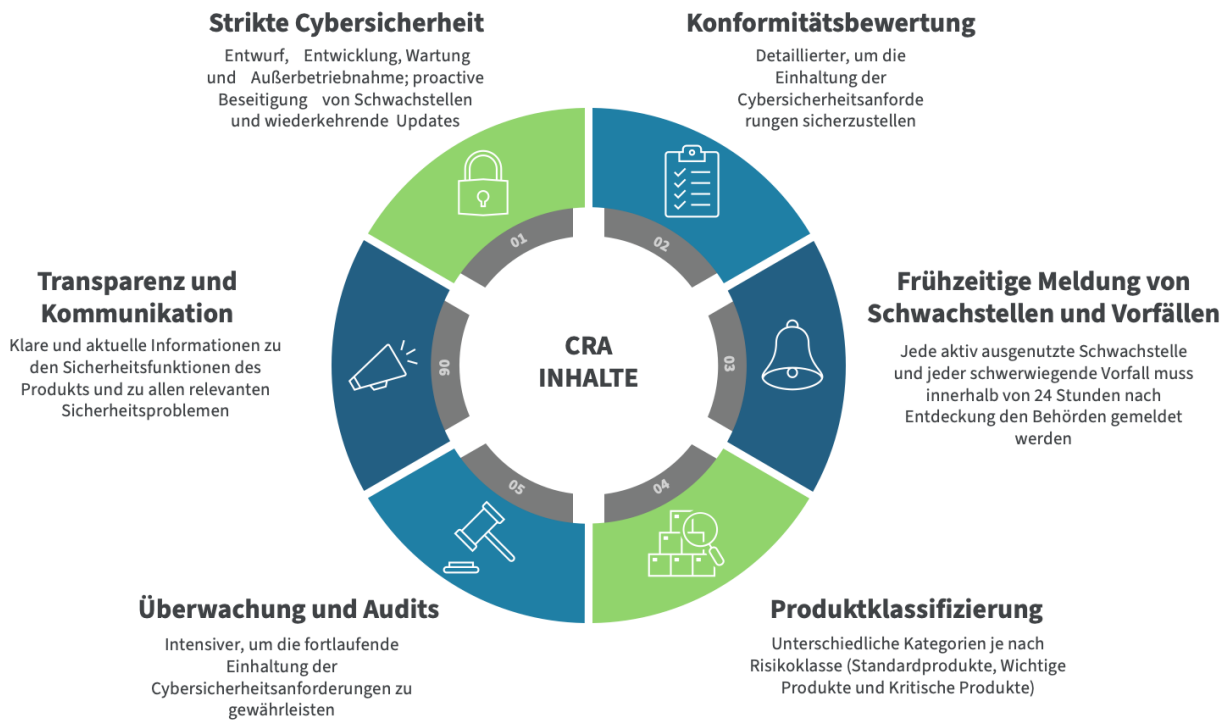 Strikte Cybersicherheit
Entwurf, Entwicklung, Wartung
und Außerbetriebnahme; proactive
Beseitigung von Schwachstellen
und wiederkehrende Updates
01
Konformitätsbewertung
Detaillierter, um die
Einhaltung der
Cybersicherheitsanforde
rungen sicherzustellen
02
Frühzeitige Meldung von
Schwachstellen und Vorfällen
Jede aktiv ausgenutzte Schwachstelle
und jeder schwerwiegende Vorfall muss
innerhalb von 24 Stunden nach
Entdeckung den Behörden gemeldet
werden
03
Produktklassifizierung
Unterschiedliche Kategorien je nach
Risikoklasse (Standardprodukte, Wichtige
Produkte und Kritische Produkte)
04
Überwachung und Audits
Intensiver, um die fortlaufende
Einhaltung der
Cybersicherheitsanforderungen zu
gewährleisten
05
Transparenz und
Kommunikation
Klare und aktuelle Informationen zu
den Sicherheitsfunktionen des
Produkts und zu allen relevanten
Sicherheitsproblemen
06
CRA
INHALTE